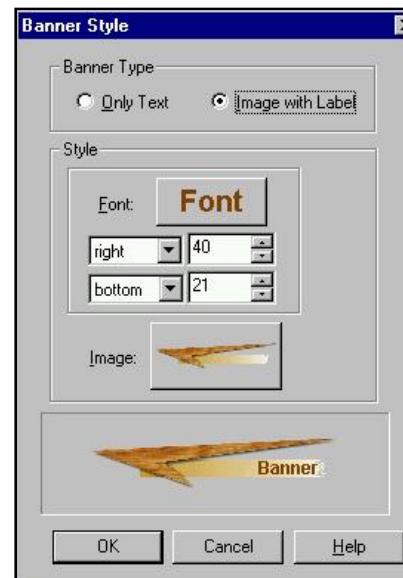 Banner Style
Banner Type
Only Text Image with Label
Style
Font: Font
right 40
bottom 21
Image:
Banner
OK Cancel Help